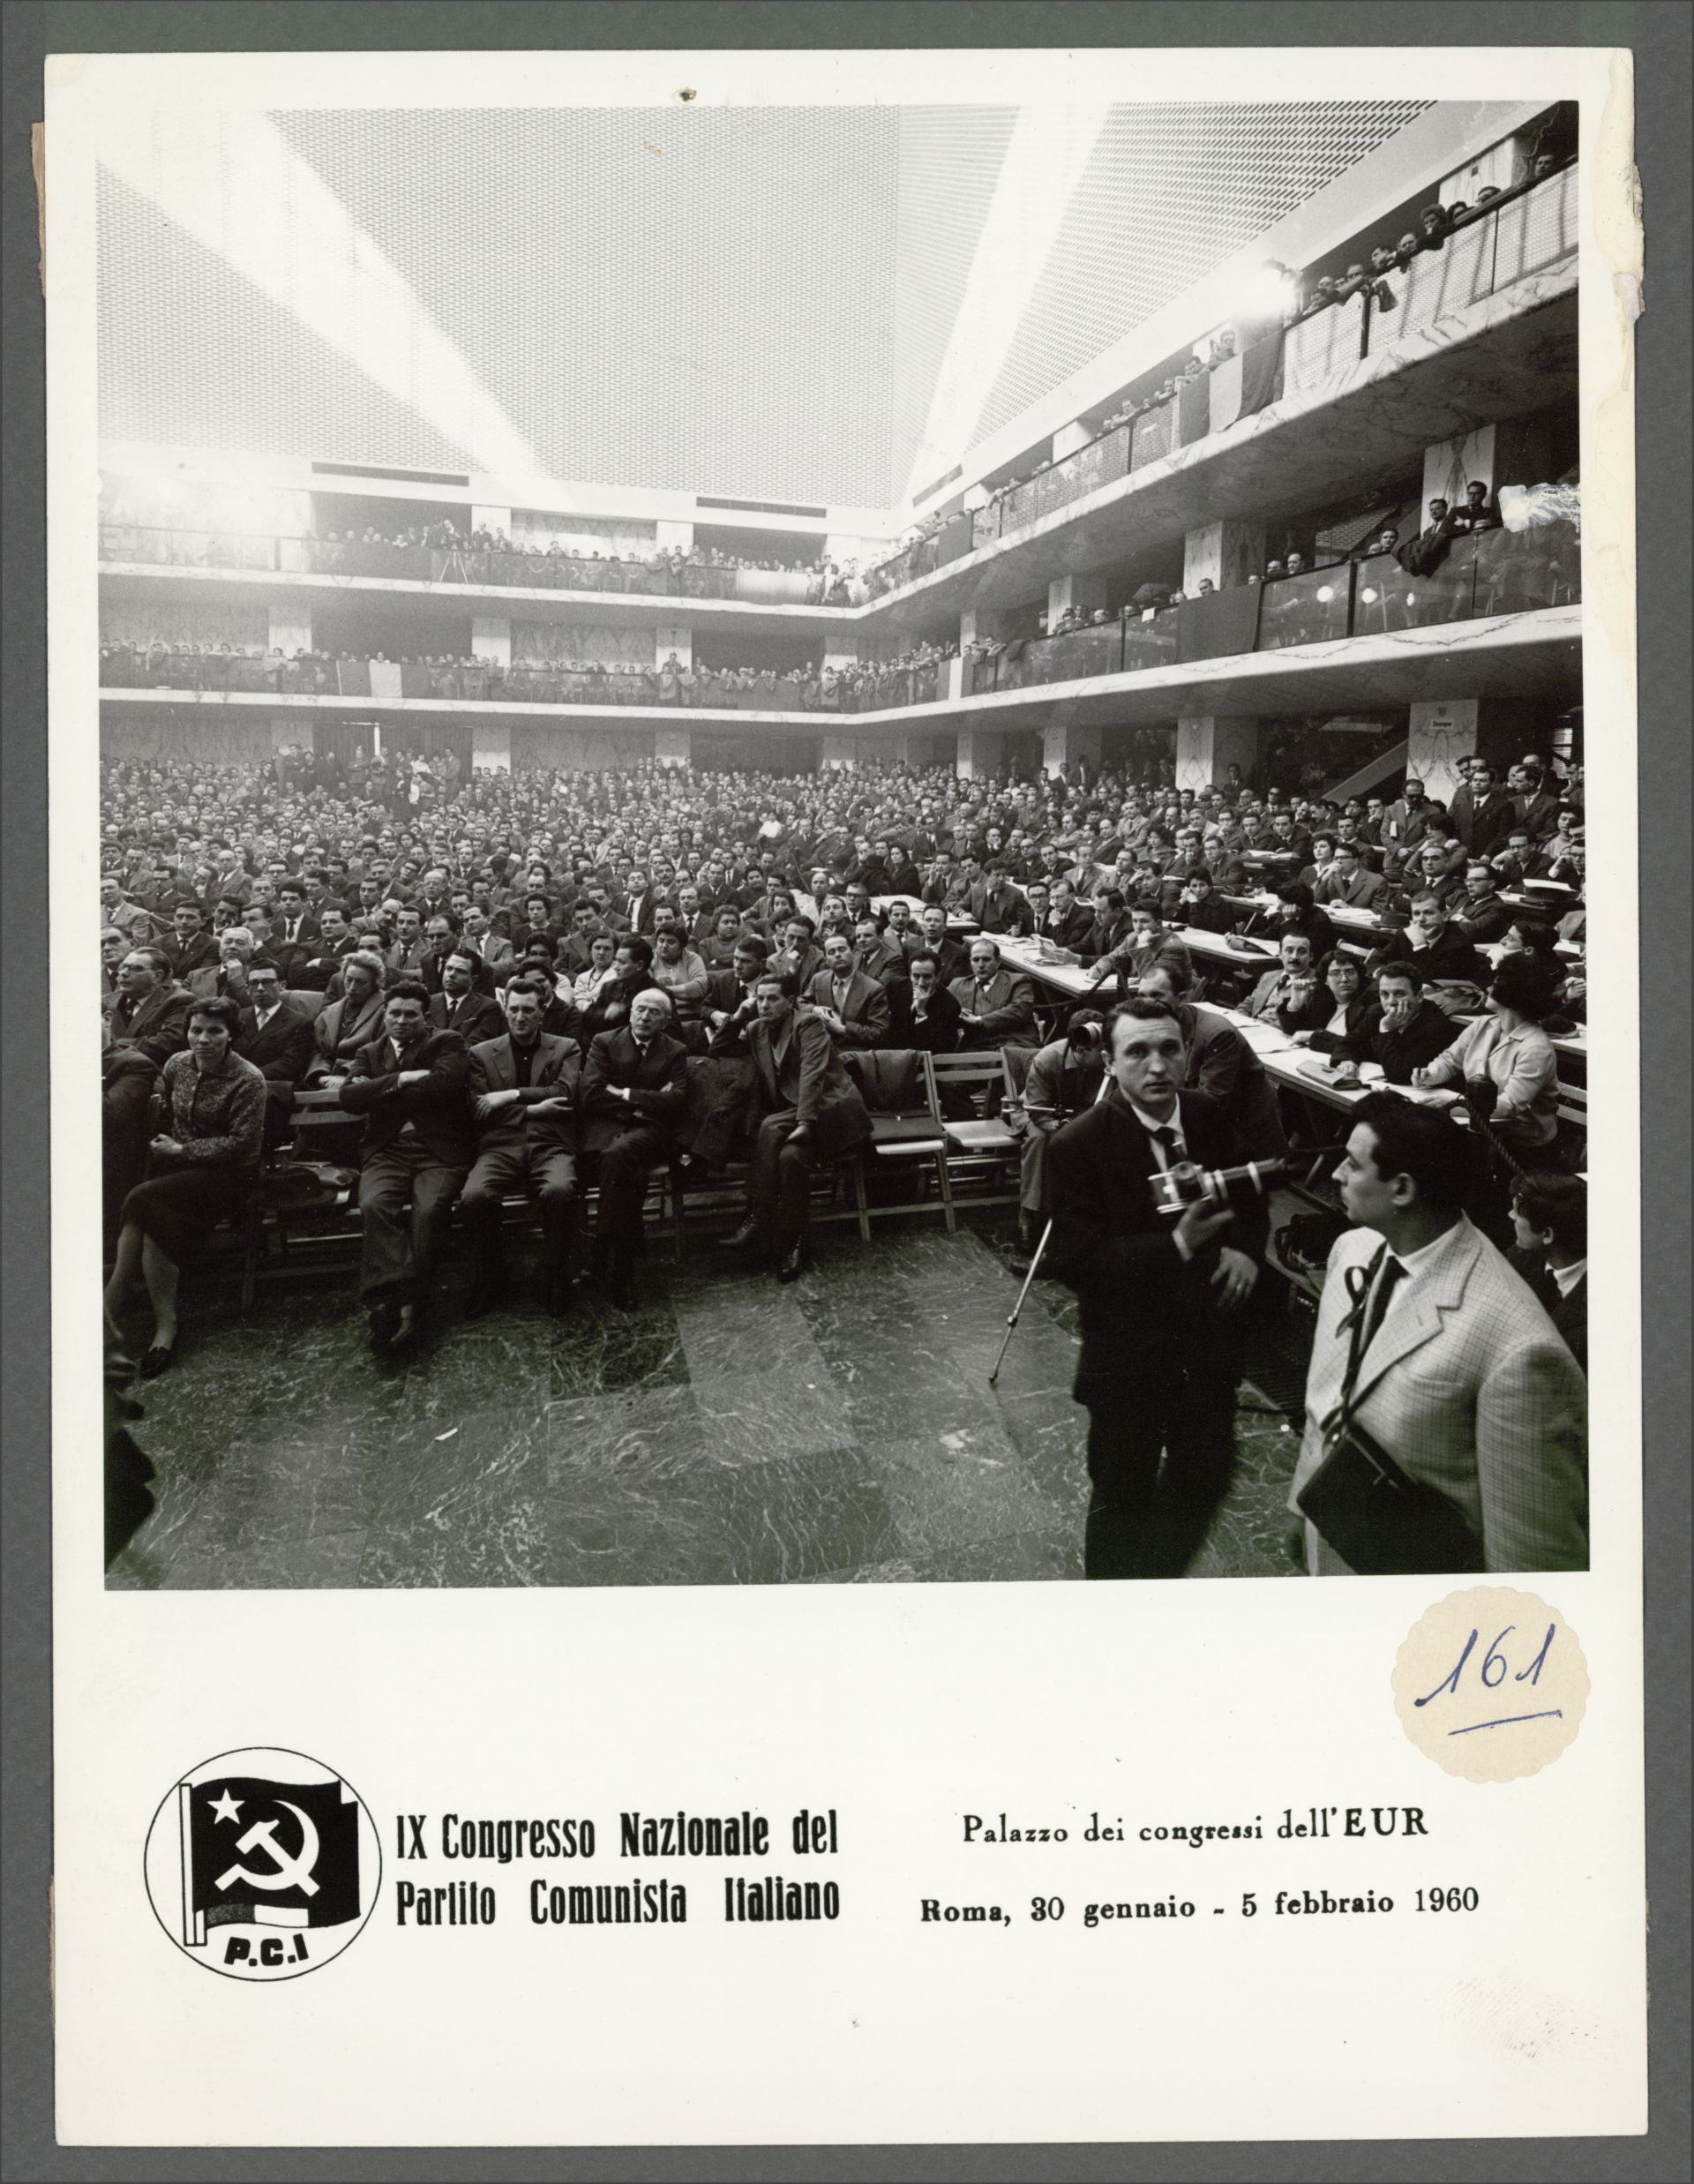 Stampa
161
IX Congresso Nazionale del
Partito Comunista Italiano
P.C.I
Palazzo dei congressi dell'EUR
Roma, 30 gennaio - 5 febbraio 1960